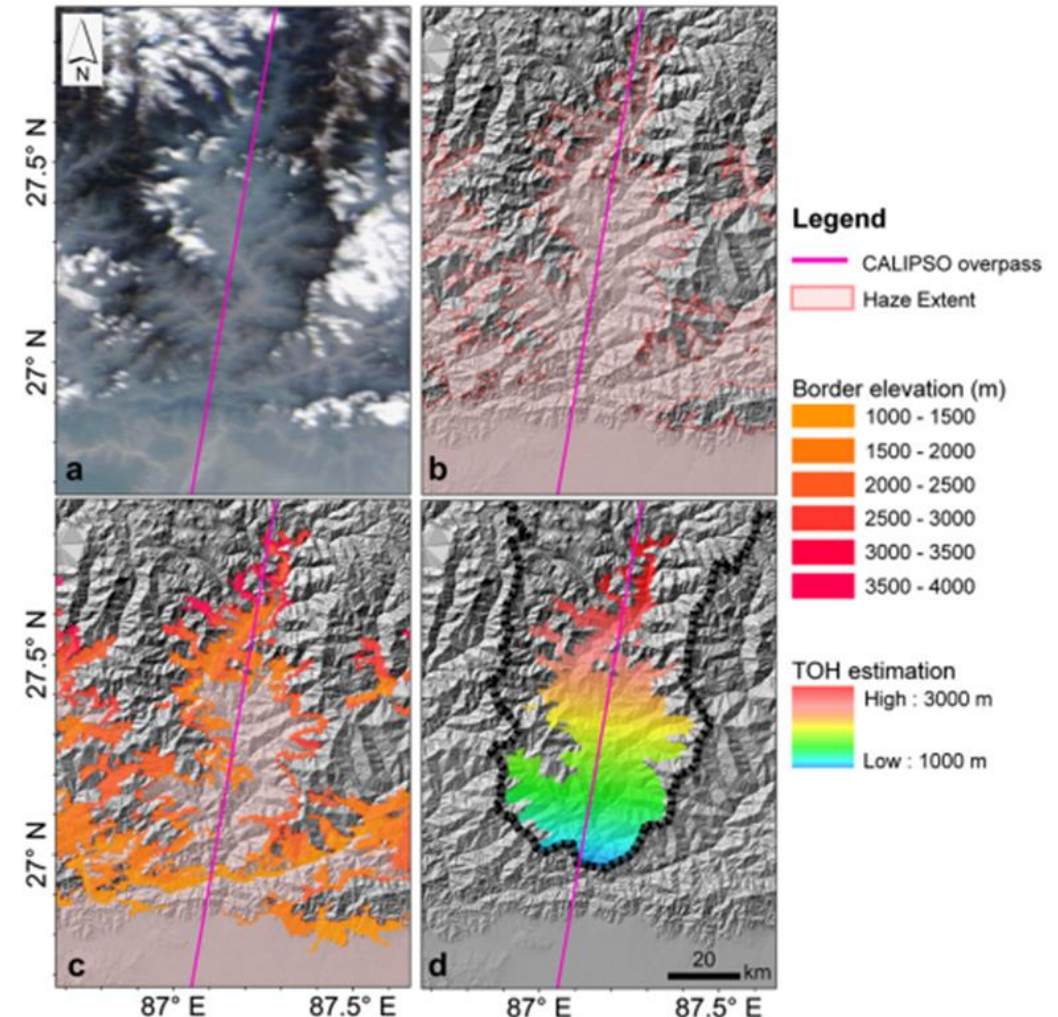 N
27.5° N
27° N
a
b
Legend
CALIPSO overpass
Haze Extent
Border elevation (m)
1000 - 1500
1500 - 2000
2000 - 2500
2500 - 3000
3000 - 3500
3500 - 4000
TOH estimation
High : 3000 m
Low : 1000 m
27.5° N
27° N
c
d
20
km
87° E
87.5° E
87° E
87.5° E